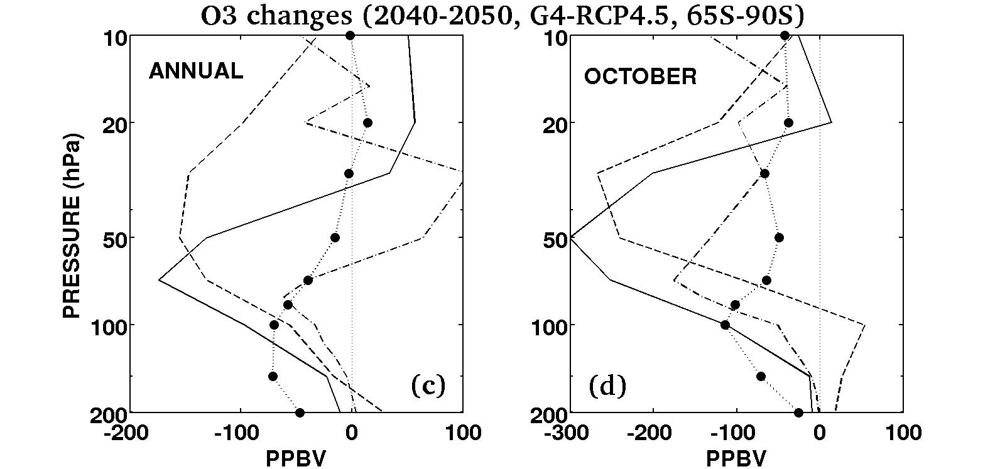 O3 changes (2040-2050, G4-RCP4.5, 65S-90S)
ANNUAL
PRESSURE (hPa)
10
20
50
100
200
-200 -100 0 100
PPBV
(c)
OCTOBER
10
20
50
100
200
-300 -200 -100 0 100
PPBV
(d)